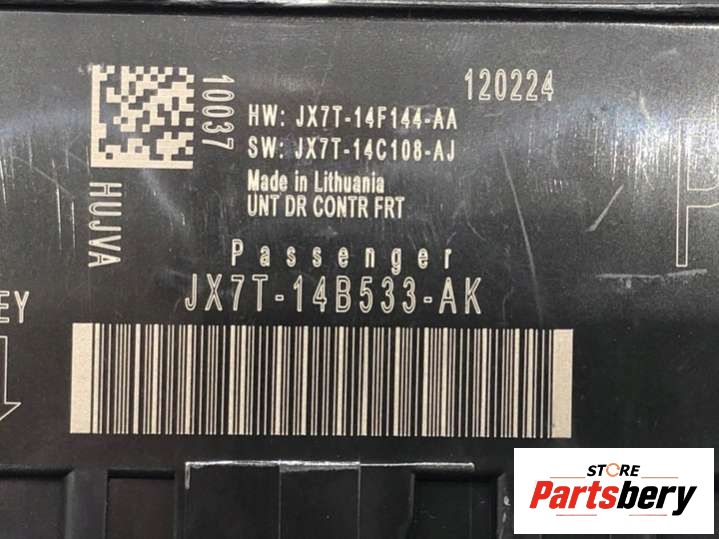 120224
10037
HW: JX7T-14F144-AA
SW: JX7T-14C108-AJ
Made in Lithuania
UNT DR CONTR FRT
HUJVA
Passenger
JX7T-14B533-AK
EY
P
STORE
Partsbery